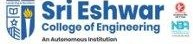 Sri Eshwar
College of Engineering
An Autonomous Institution